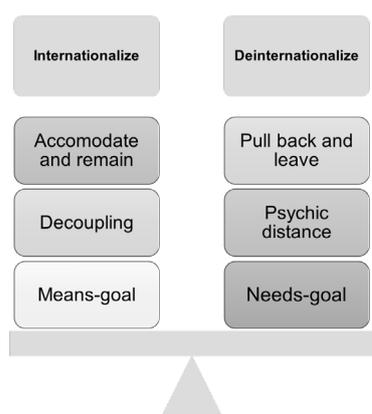 Internationalize
Deinternationalize
Accomodate
and remain
Pull back and
leave
Decoupling
Psychic
distance
Means-goal
Needs-goal